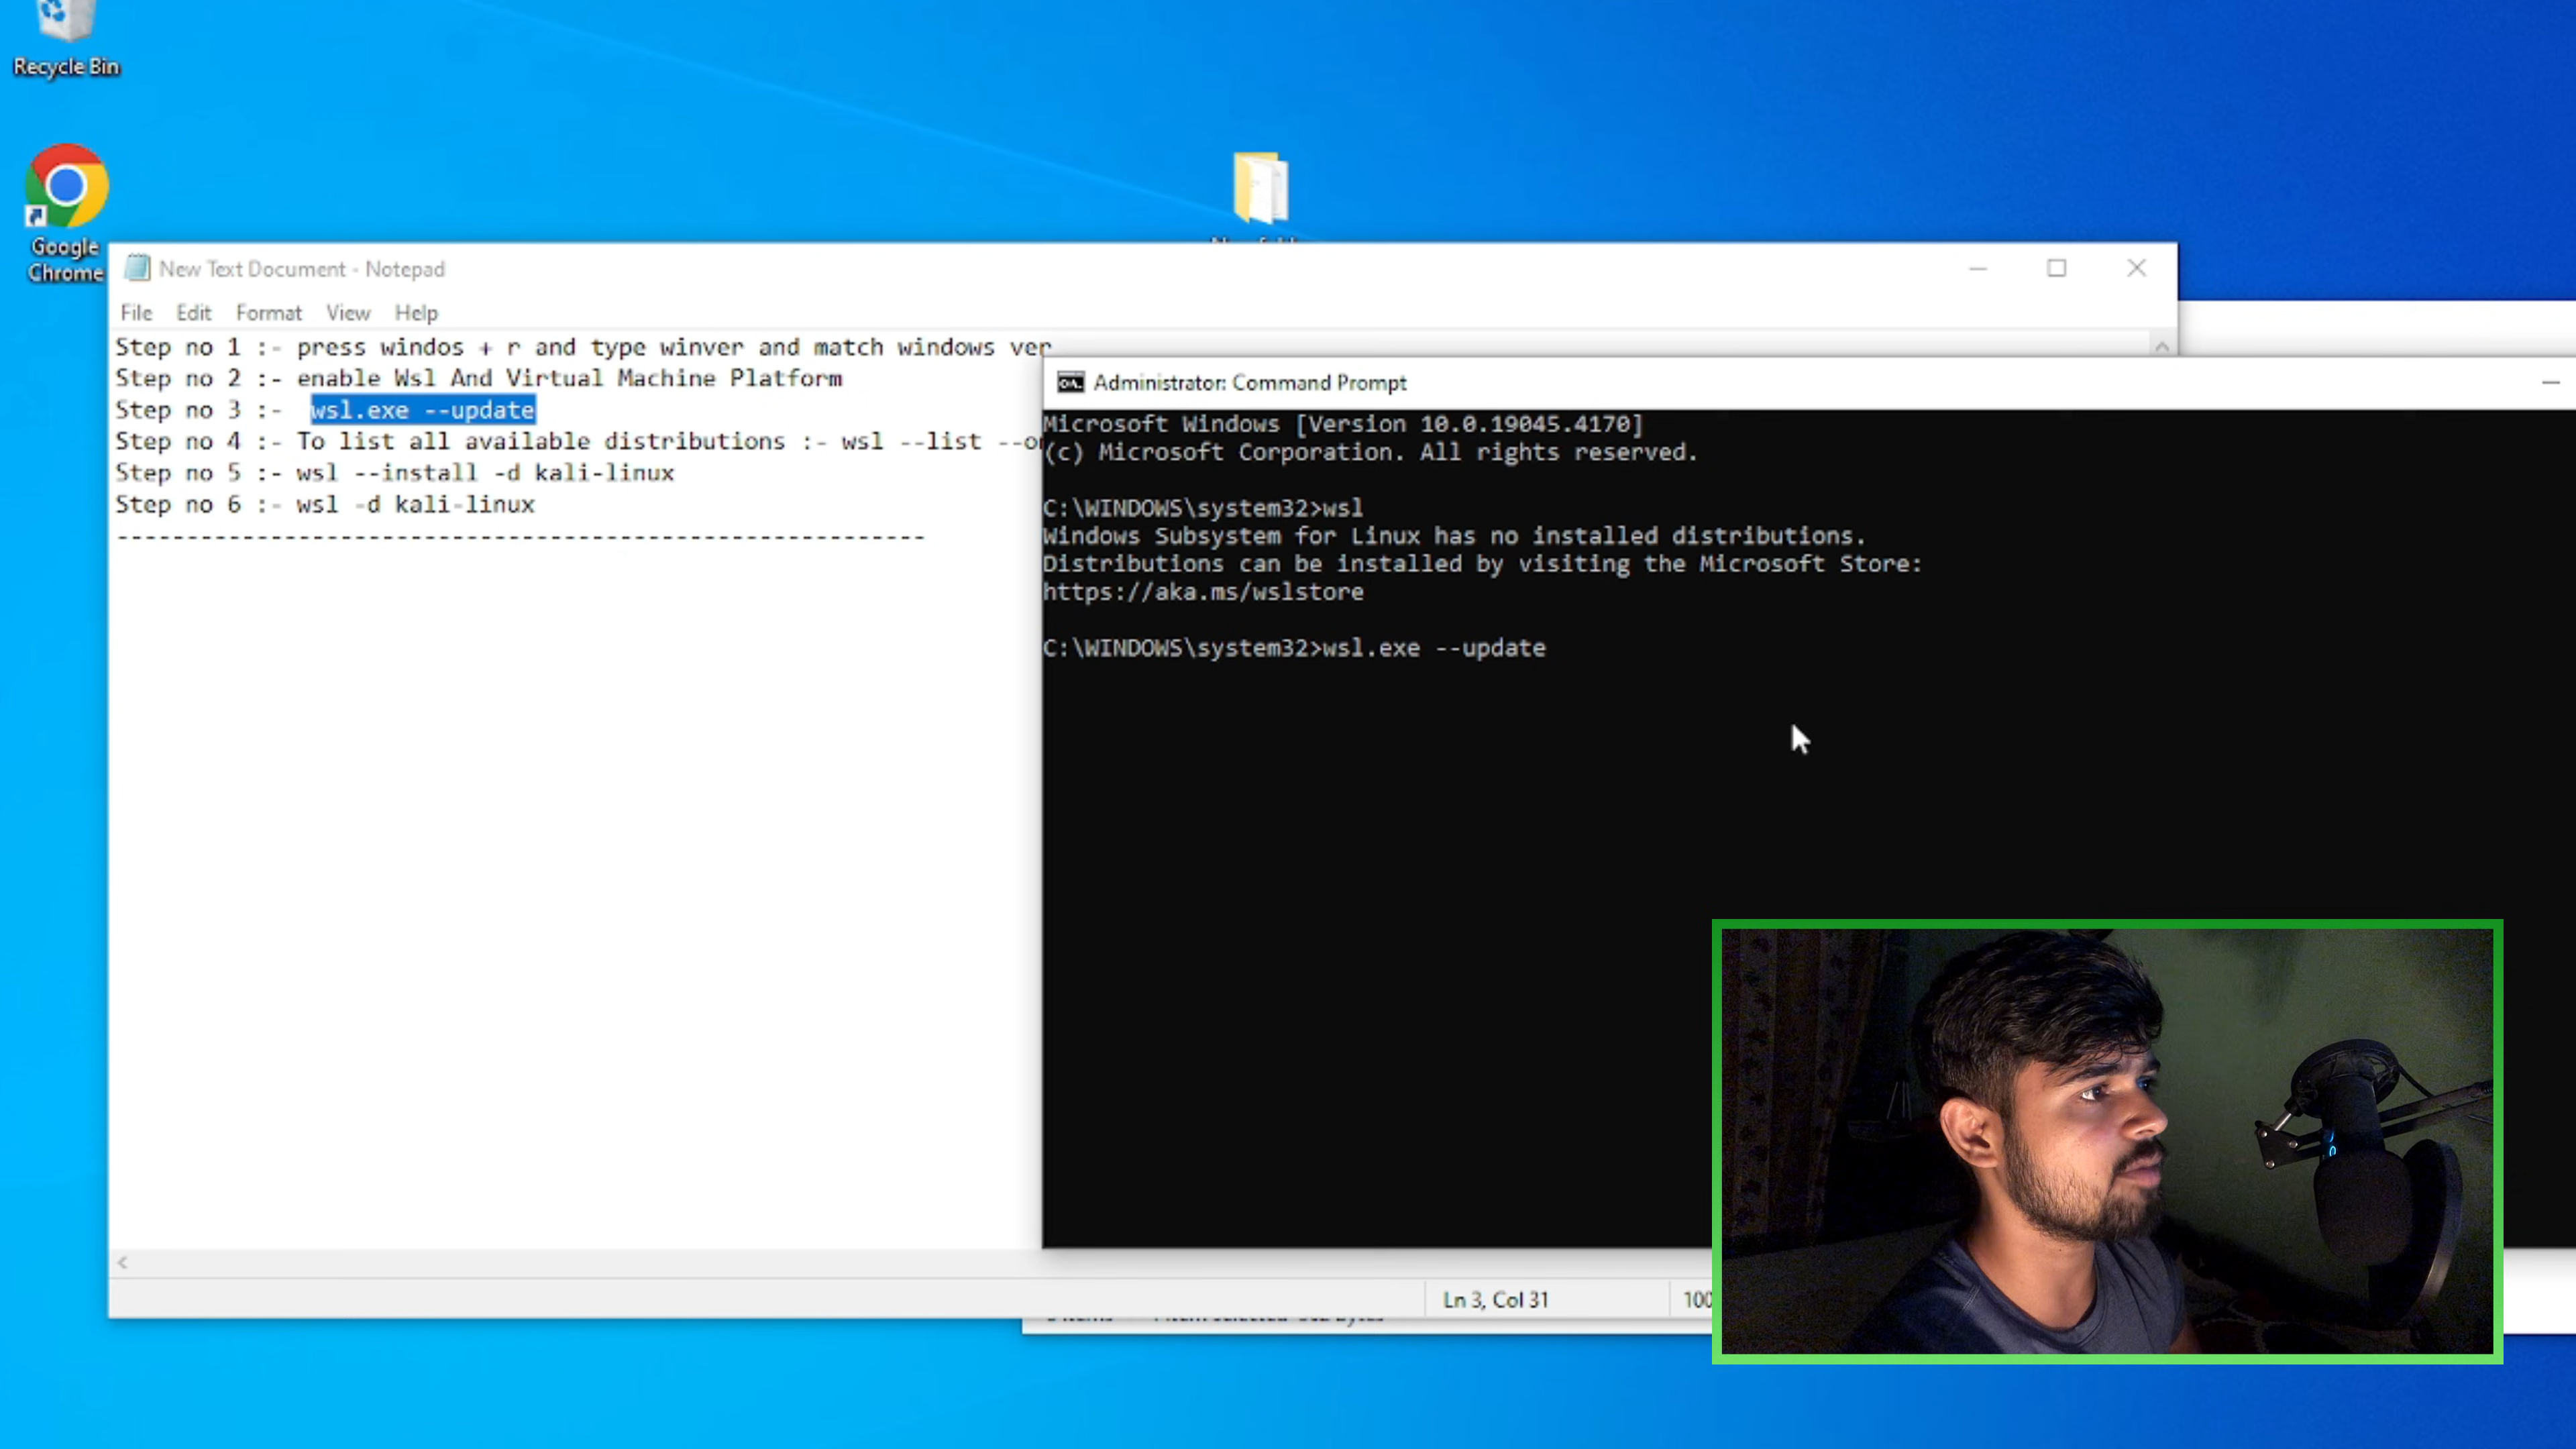 Recycle Bin
Google
Chrome
New Text Document - Notepad
File Edit Format View Help
Step no 1 :- press windos + r and type winver and match windows ver
Step no 2 :- enable Wsl And Virtual Machine Platform
Step no 3 :-  wsl.exe --update
Step no 4 :- To list all available distributions :- wsl --list
Step no 5 :- wsl --install -d kali-linux
Step no 6 :- wsl -d kali-linux
----------------------------------------------------------
Ln 3, Col 31
100
Administrator: Command Prompt
Microsoft Windows [Version 10.0.19045.4170]
(c) Microsoft Corporation. All rights reserved.
C:\WINDOWS\system32>wsl
Windows Subsystem for Linux has no installed distributions.
Distributions can be installed by visiting the Microsoft Store:
https://aka.ms/wslstore
C:\WINDOWS\system32>wsl.exe --update